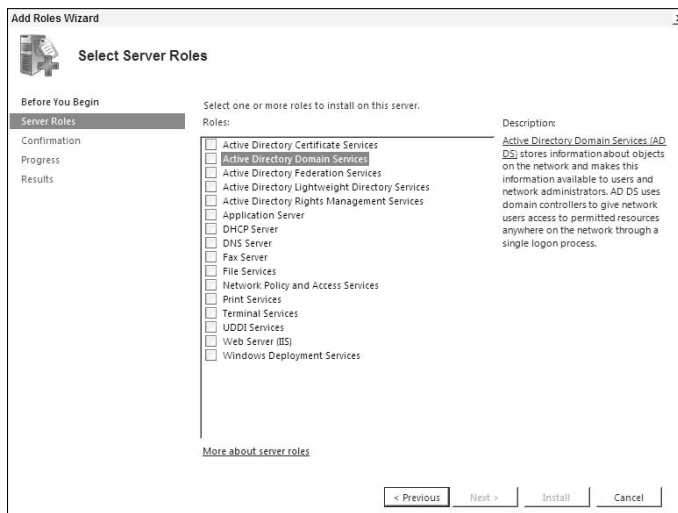 Add Roles Wizard
Select Server Roles
Before You Begin
Server Roles
Confirmation
Progress
Results
Select one or more roles to install on this server.
Roles:
Active Directory Certificate Services
Active Directory Domain Services
Active Directory Federation Services
Active Directory Lightweight Directory Services
Active Directory Rights Management Services
Application Server
DHCP Server
DNS Server
Fax Server
File Services
Network Policy and Access Services
Print Services
Terminal Services
UDDI Services
Web Server (IIS)
Windows Deployment Services
More about server roles
Description:
Active Directory Domain Services (AD
DS) stores information about objects
on the network and makes this
information available to users and
network administrators. AD DS uses
domain controllers to give network
users access to permitted resources
anywhere on the network through a
single logon process.
< Previous
Next >
Install
Cancel